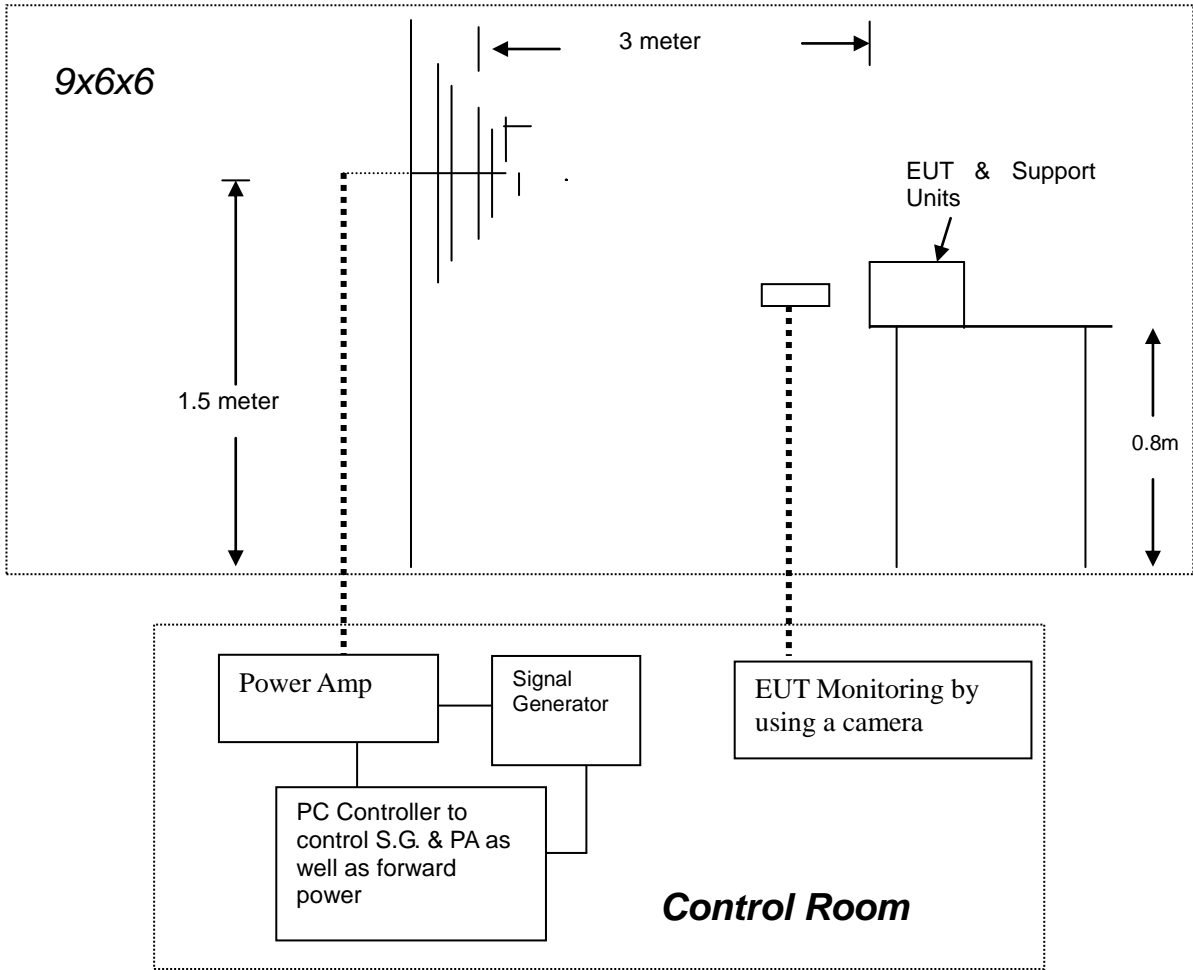 3 meter
9x6x6
EUT & Support
Units
1.5 meter
0.8m
Power Amp
Signal
Generator
EUT Monitoring by
using a camera
PC Controller to
control S.G. & PA as
well as forward
power
Control Room